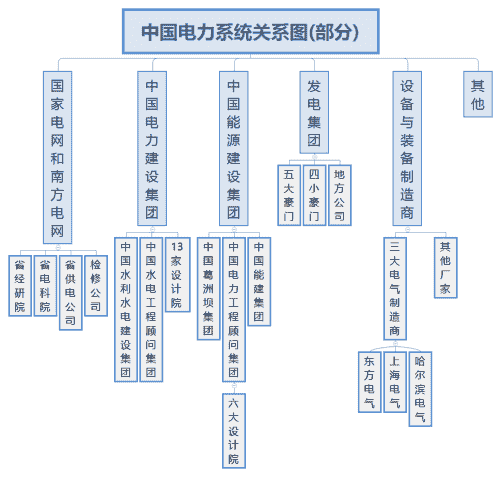 中国电力系统关系图(部分)
国家电网和南方电网
中国电力建设集团
中国能源建设集团
发电集团
设备与装备制造商
其他
五大豪门
四小豪门
地方公司
省经研院
省电科院
省供电公司
检修公司
中国水利水电建设集团
中国水电工程顾问集团
13家设计院
中国葛洲坝集团
中国电力工程顾问集团
中国能建集团
三大电气制造商
其他厂家
东方电气
上海电气
哈尔滨电气
六大设计院